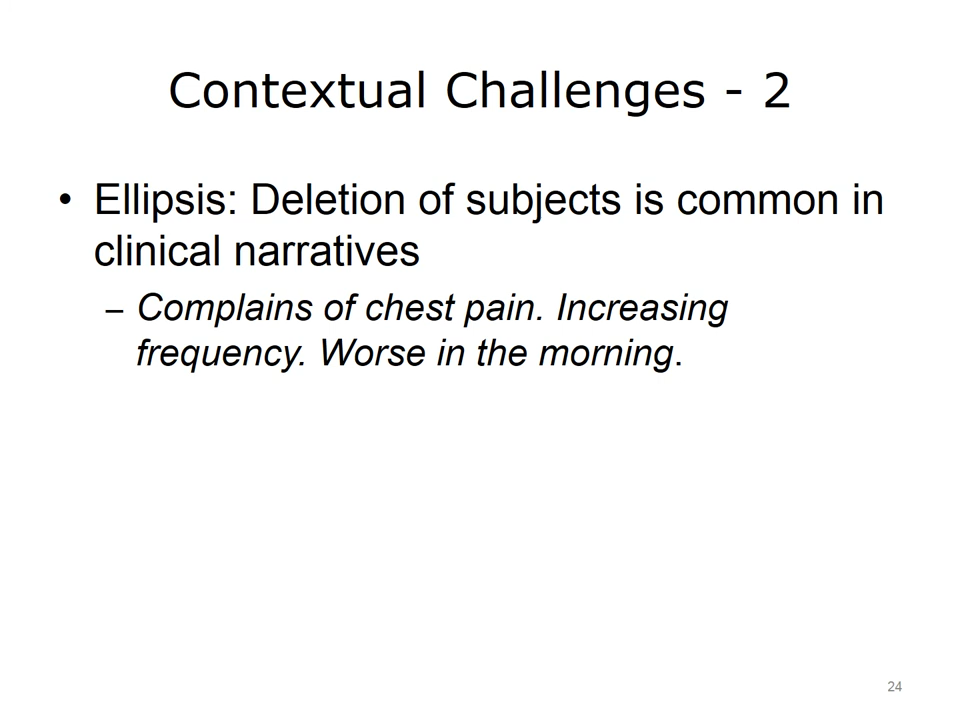 Contextual Challenges - 2
• Ellipsis: Deletion of subjects is common in
clinical narratives
– Complains of chest pain. Increasing
frequency. Worse in the morning.
24